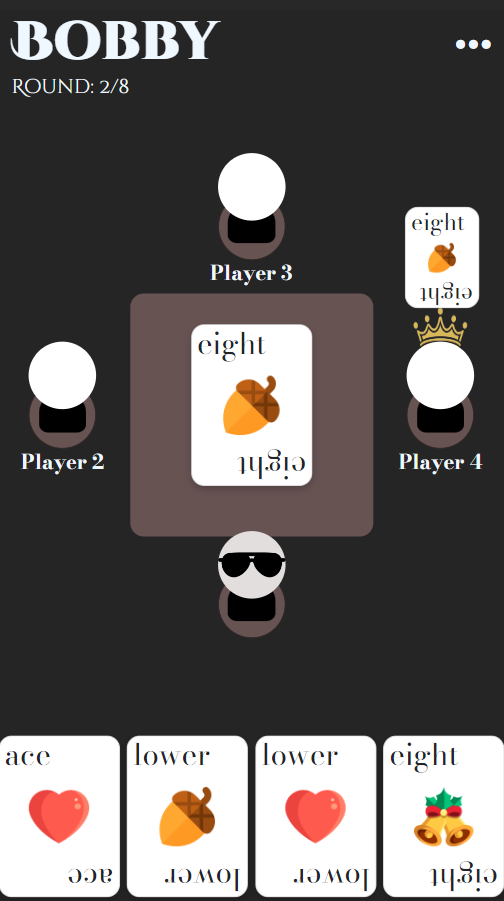 BOBBY
ROUND: 2/8
eight
eight
Player 3
eight
eight
Player 2
Player 4
ace
ace
lower
lower
lower
lower
eight
eight